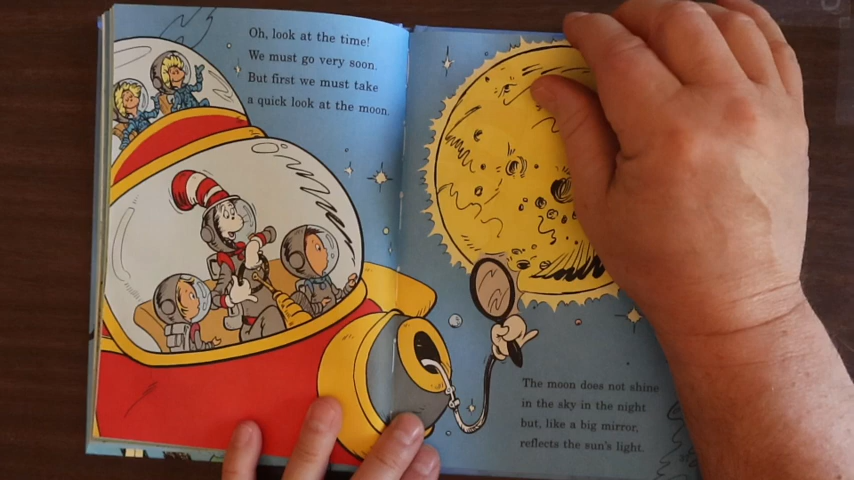 Oh, look at the time!
We must go very soon.
But first we must take
a quick look at the moon.
The moon does not shine
in the sky in the night
but, like a big mirror,
reflects the sun's light.